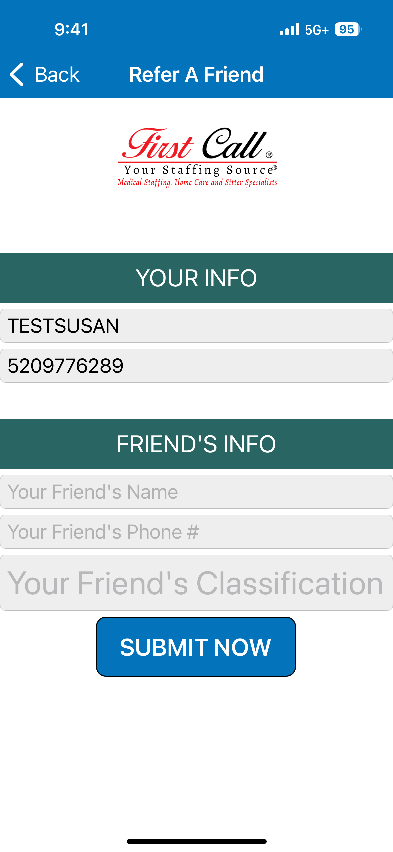 9:41
5G+ 95
Back Refer A Friend
First Call ®
Your Staffing Source®
Medical Staffing, Home Care and Sitter Specialists
YOUR INFO
TESTSUSAN
5209776289
FRIEND'S INFO
Your Friend's Name
Your Friend's Phone #
Your Friend's Classification
SUBMIT NOW